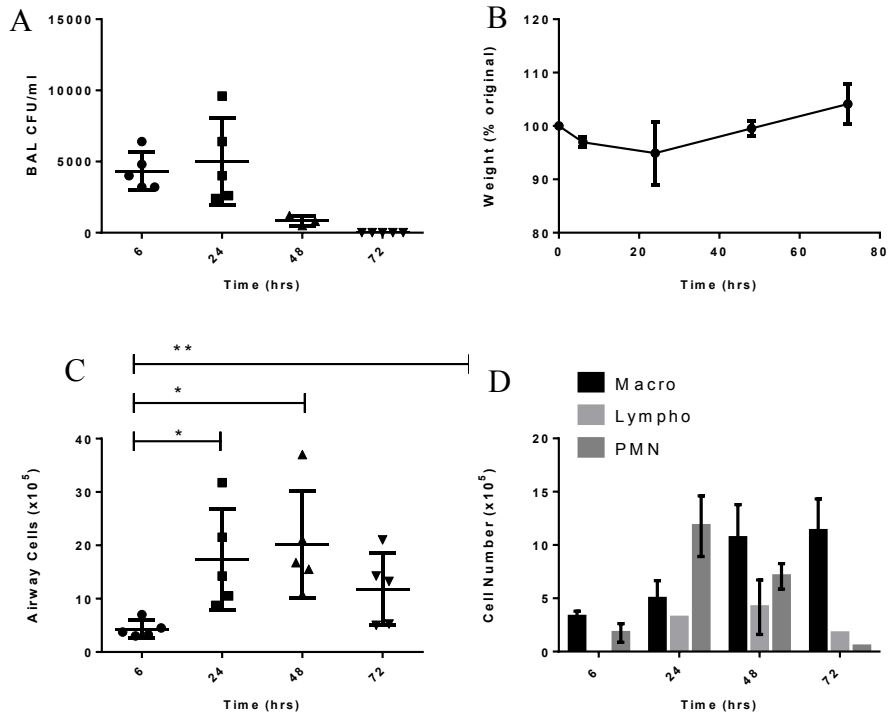 A
BAL CFU/ml
15000
10000
5000
0
6
24
48
72
Time (hrs)
B
Weight (% original)
120
110
100
90
80
0
20
40
60
80
Time (hrs)
C
**
*
*
Airway Cells (x10⁵)
40
30
20
10
0
6
24
48
72
Time (hrs)
D
Macro
Lympho
PMN
Cell Number (x10⁵)
20
15
10
5
0
6
24
48
72
Time (hrs)